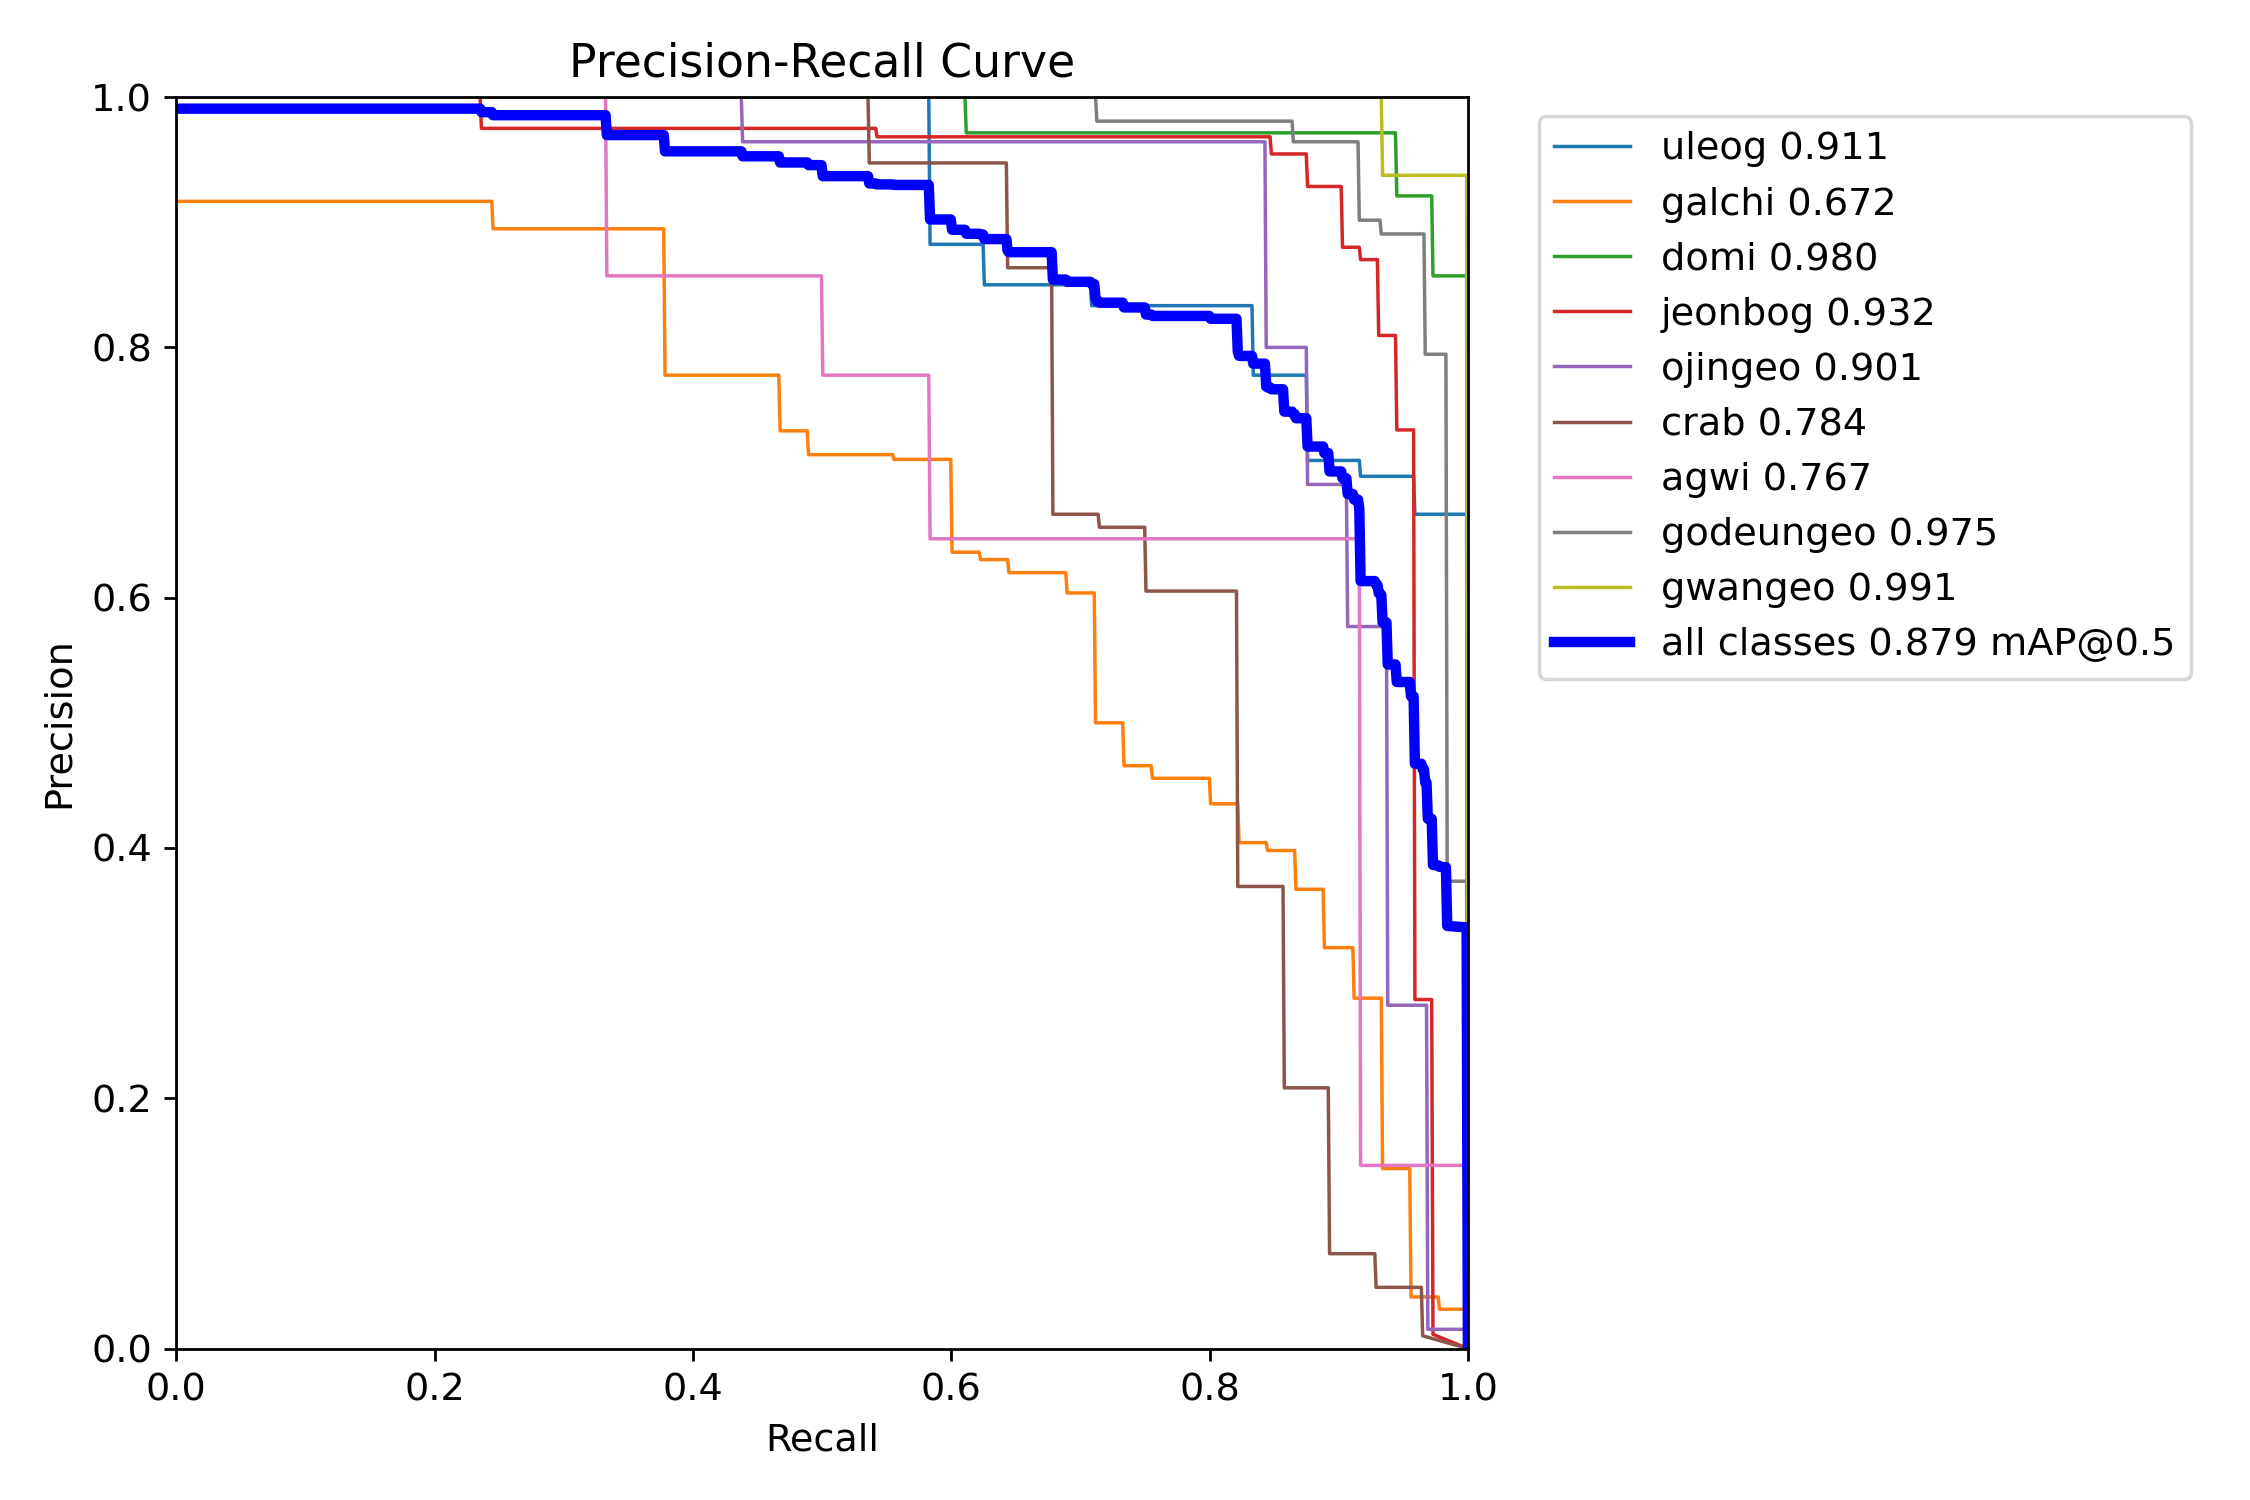 Precision-Recall Curve
1.0
0.8
0.6
0.4
0.2
0.0
Precision
0.0 0.2 0.4 0.6 0.8 1.0
Recall
uleog 0.911
galchi 0.672
domi 0.980
jeonbog 0.932
ojingeo 0.901
crab 0.784
agwi 0.767
godeungeo 0.975
gwangeo 0.991
all classes 0.879 mAP@0.5